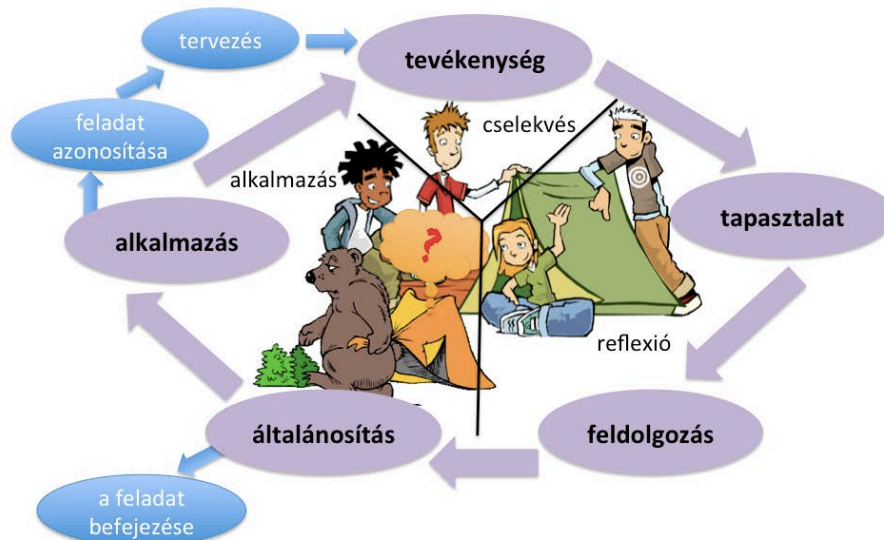 tervezés
tevékenység
feladat
azonosítása
cselekvés
alkalmazás
alkalmazás
tapasztalat
?
reflexió
általánosítás
feldolgozás
a feladat
befejezése